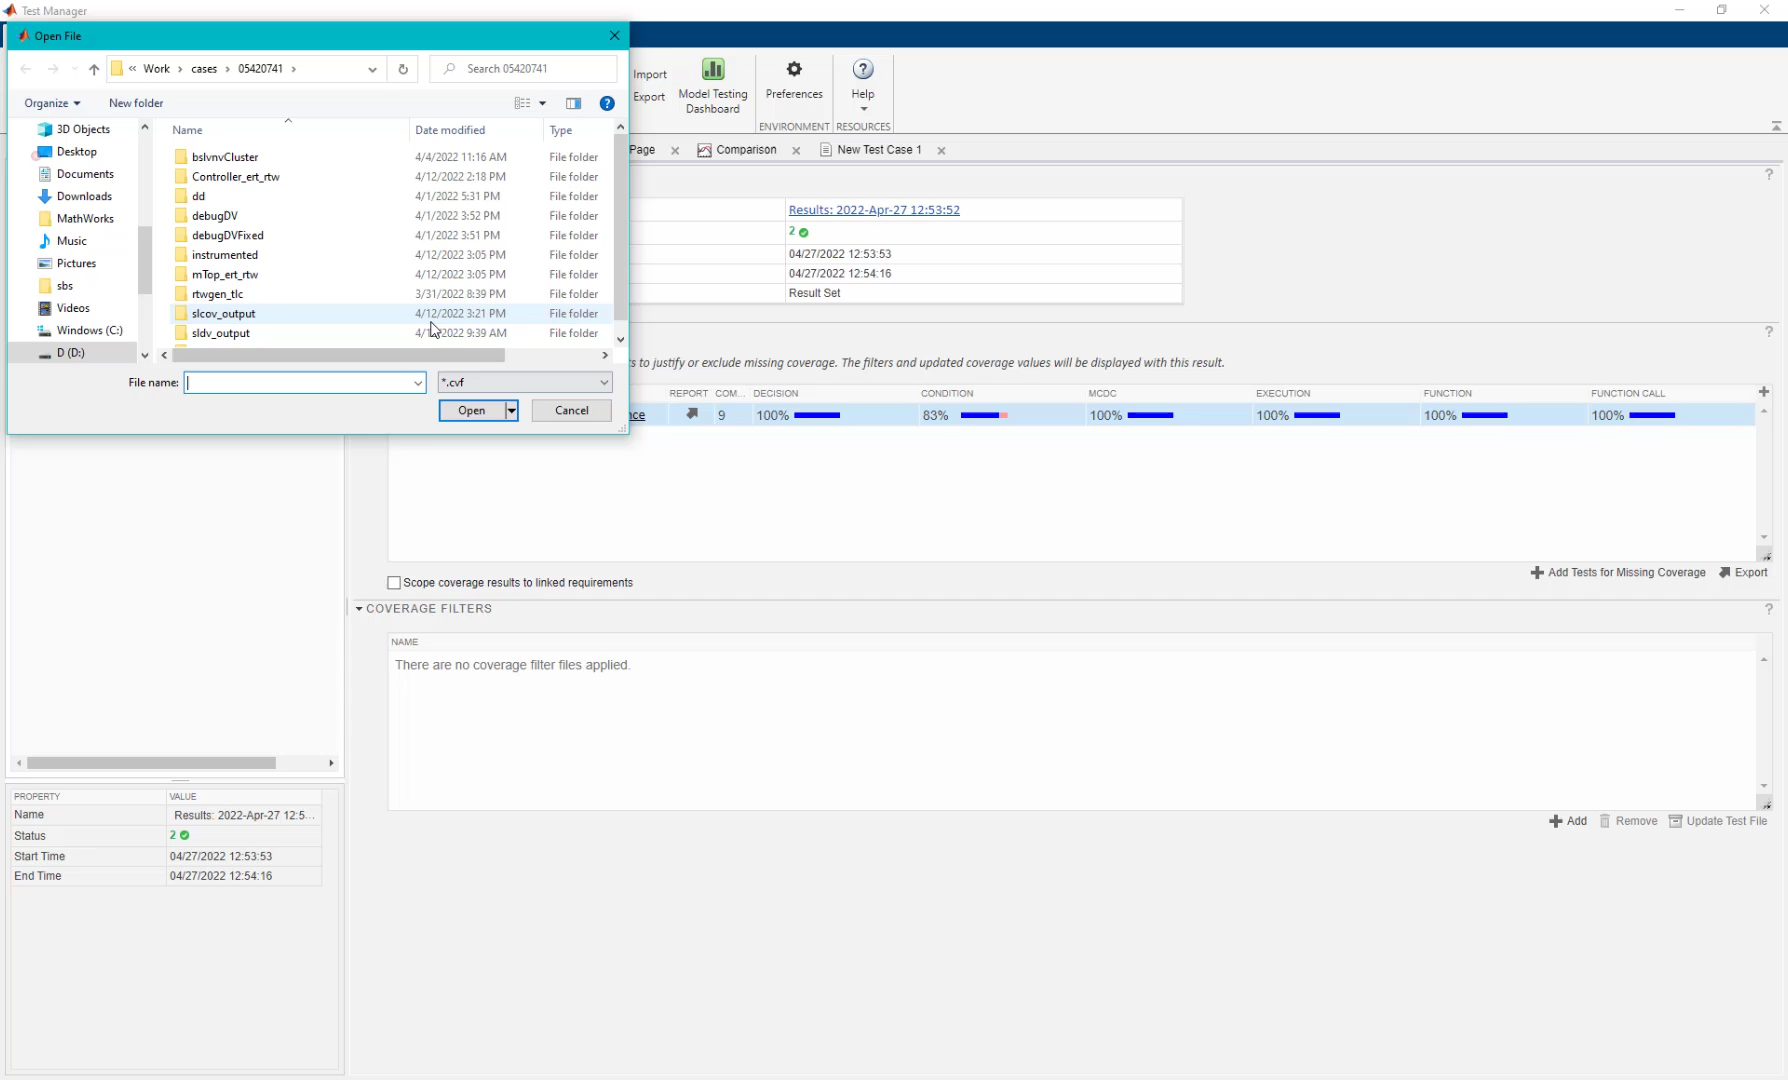 Test Manager
Open File
« Work › cases › 05420741 ›
Search 05420741
Organize
New folder
3D Objects
Desktop
Documents
Downloads
MathWorks
Music
Pictures
sbs
Videos
Windows (C:)
D (D:)
Name Date modified Type
bslvnvCluster 4/4/2022 11:16 AM File folder
Controller_ert_rtw 4/12/2022 2:18 PM File folder
dd 4/1/2022 5:31 PM File folder
debugDV 4/1/2022 3:52 PM File folder
debugDVFixed 4/1/2022 3:51 PM File folder
instrumented 4/12/2022 3:05 PM File folder
mTop_ert_rtw 4/12/2022 3:05 PM File folder
rtwgen_tlc 3/31/2022 8:39 PM File folder
slcov_output 4/12/2022 3:21 PM File folder
sldv_output 9:39 AM File folder
File name:
*.cvf
Open
Cancel
Import
Export
Model Testing
Dashboard
Preferences
Help
ENVIRONMENT RESOURCES
Page
Comparison
New Test Case 1
Results: 2022-Apr-27 12:53:52
2
04/27/2022 12:53:53
04/27/2022 12:54:16
Result Set
s to justify or exclude missing coverage. The filters and updated coverage values will be displayed with this result.
REPORT COM... DECISION CONDITION MCDC EXECUTION FUNCTION FUNCTION CALL
nce 9 100% 83% 100% 100% 100% 100%
Scope coverage results to linked requirements
Add Tests for Missing Coverage
Export
COVERAGE FILTERS
NAME
There are no coverage filter files applied.
Add
Remove
Update Test File
PROPERTY VALUE
Name Results: 2022-Apr-27 12:5...
Status 2
Start Time 04/27/2022 12:53:53
End Time 04/27/2022 12:54:16